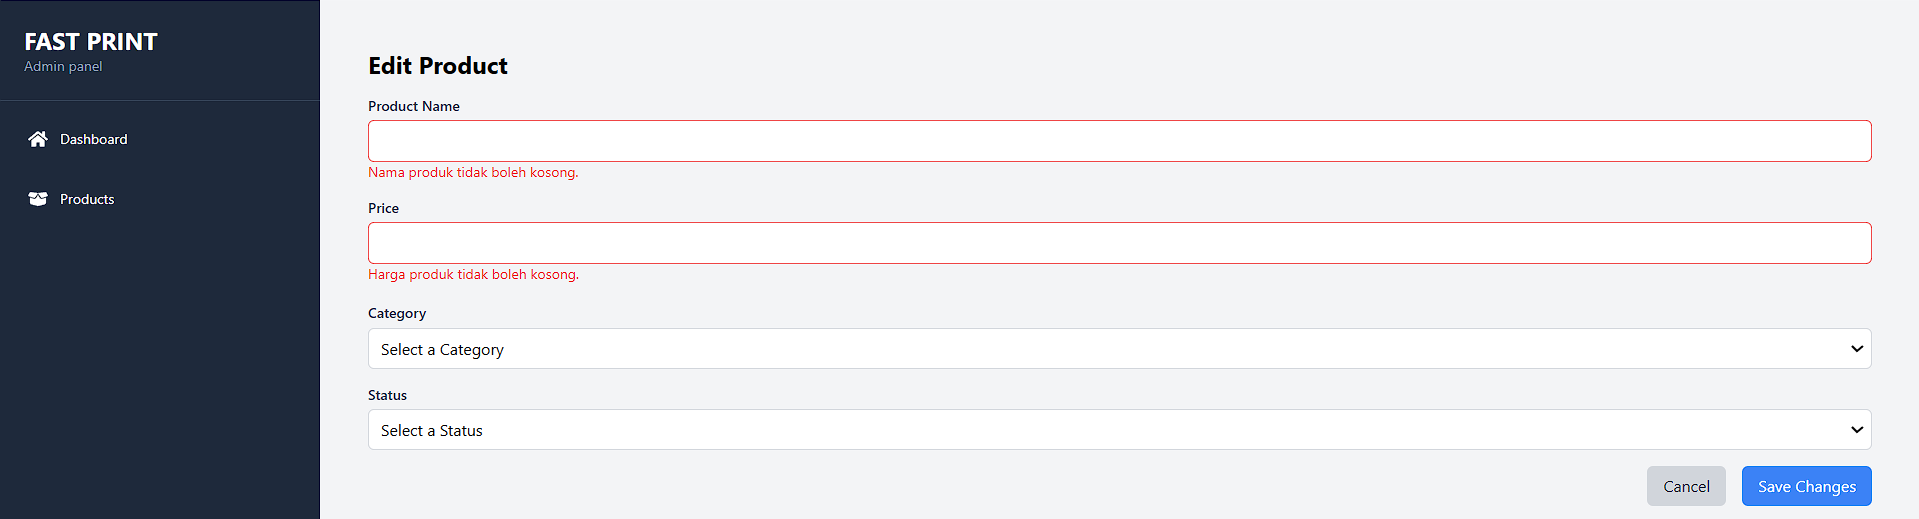 FAST PRINT
Admin panel
Dashboard
Products
Edit Product
Product Name
Nama produk tidak boleh kosong.
Price
Harga produk tidak boleh kosong.
Category
Select a Category
Status
Select a Status
Cancel
Save Changes